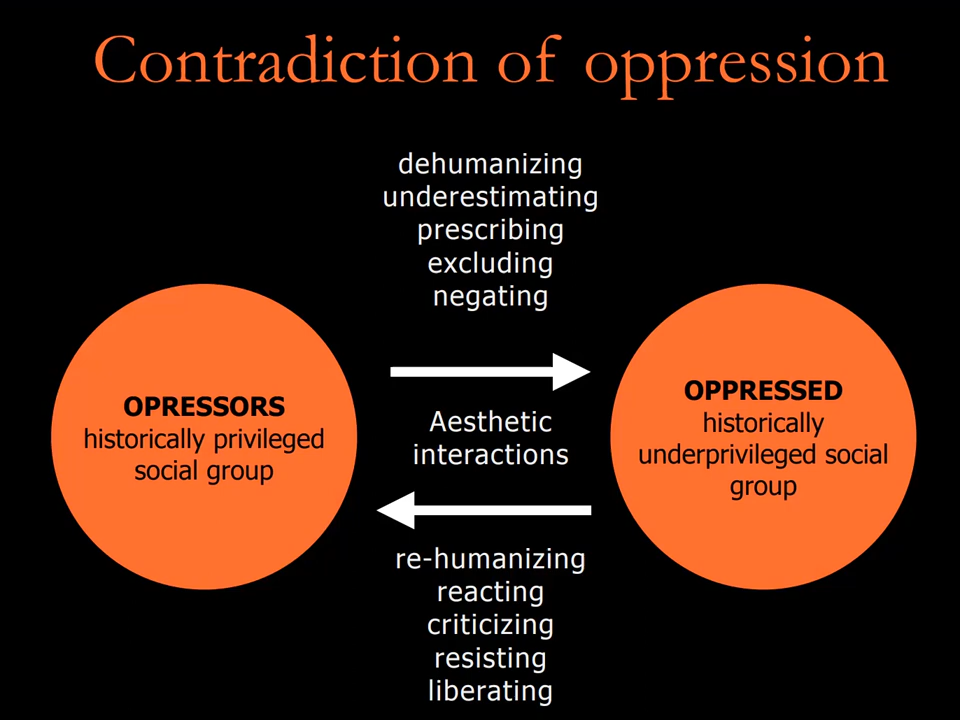 Contradiction of oppression
dehumanizing
underestimating
prescribing
excluding
negating
OPRESSORS
historically privileged
social group
Aesthetic
interactions
OPPRESSED
historically
underprivileged social
group
re-humanizing
reacting
criticizing
resisting
liberating